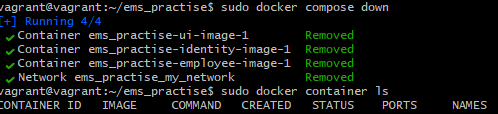 vagrant@vagrant:~/ems_practise$ sudo docker compose down
[+] Running 4/4
✓ Container ems_practise-ui-image-1 Removed
✓ Container ems_practise-identity-image-1 Removed
✓ Container ems_practise-employee-image-1 Removed
✓ Network ems_practise_my_network Removed
vagrant@vagrant:~/ems_practise$ sudo docker container ls
CONTAINER ID IMAGE COMMAND CREATED STATUS PORTS NAMES